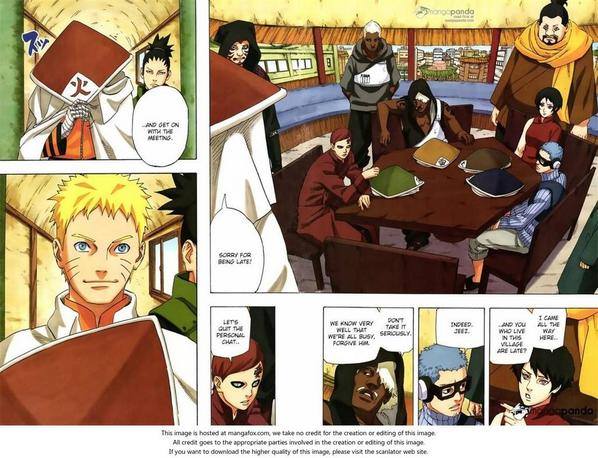 mangapanda
READ FIRST AT
mangapanda.com
SORRY FOR
BEING LATE!
I CAME
ALL THE
WAY
HERE...
...AND YOU
WHO LIVE
IN THIS
VILLAGE
ARE LATE?
INDEED.
JEEZ.
DON'T
TAKE IT
SERIOUSLY.
WE KNOW VERY
WELL THAT
WE'RE ALL BUSY,
FORGIVE HIM.
LET'S
QUIT THE
PERSONAL
CHAT...
...AND GET ON
WITH THE
MEETING.
火
mangapanda
This image is hosted at mangafox.com, we take no credit for the creation or editing of this image.
All credit goes to the appropriate parties involved in the creation or editing of this image.
If you want to download the higher quality of this image, please visit the scanlator web site.